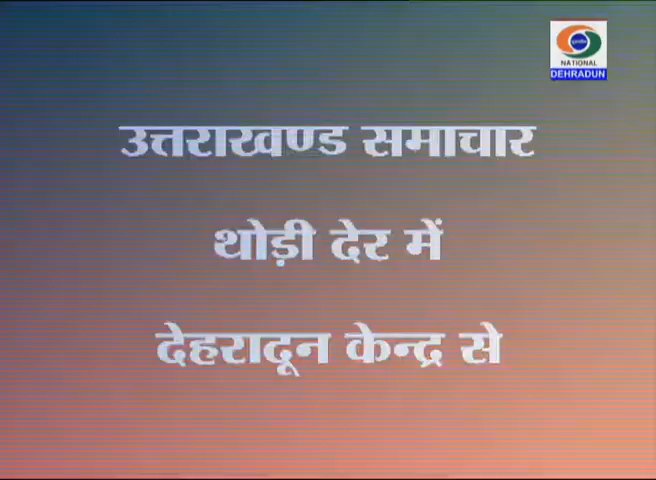 NATIONAL
DEHRADUN
उत्तराखण्ड समाचार
थोड़ी देर में
देहरादून केन्द्र से